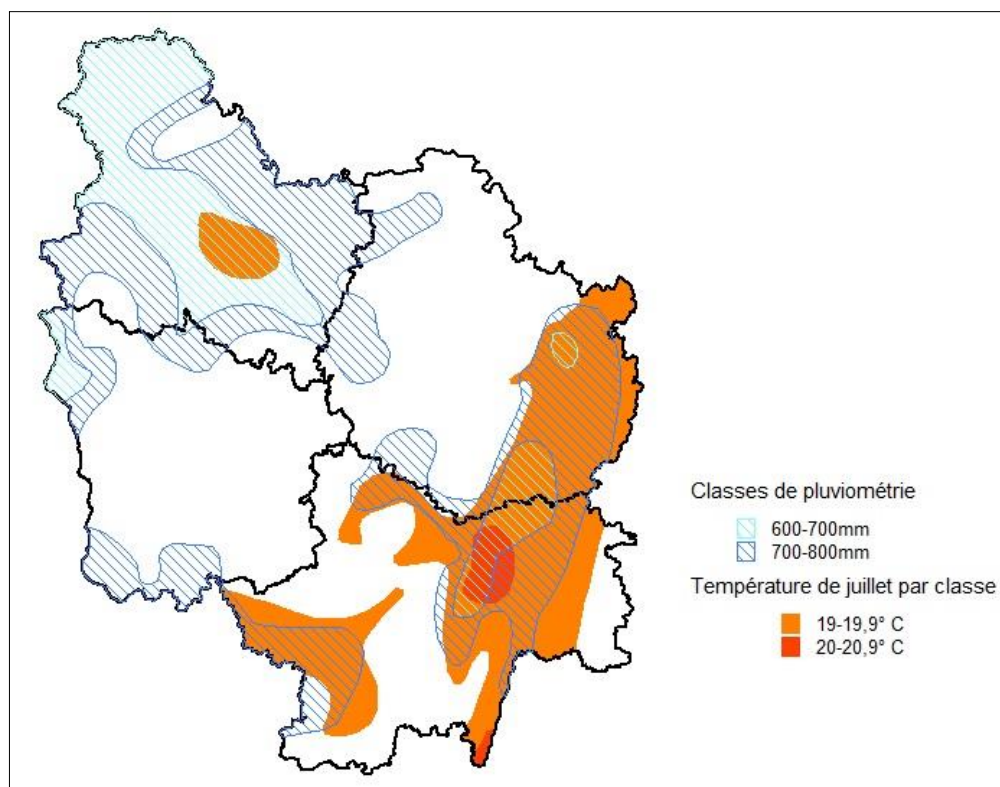 Classes de pluviométrie
600-700mm
700-800mm
Température de juillet par classe
19-19,9° C
20-20,9° C